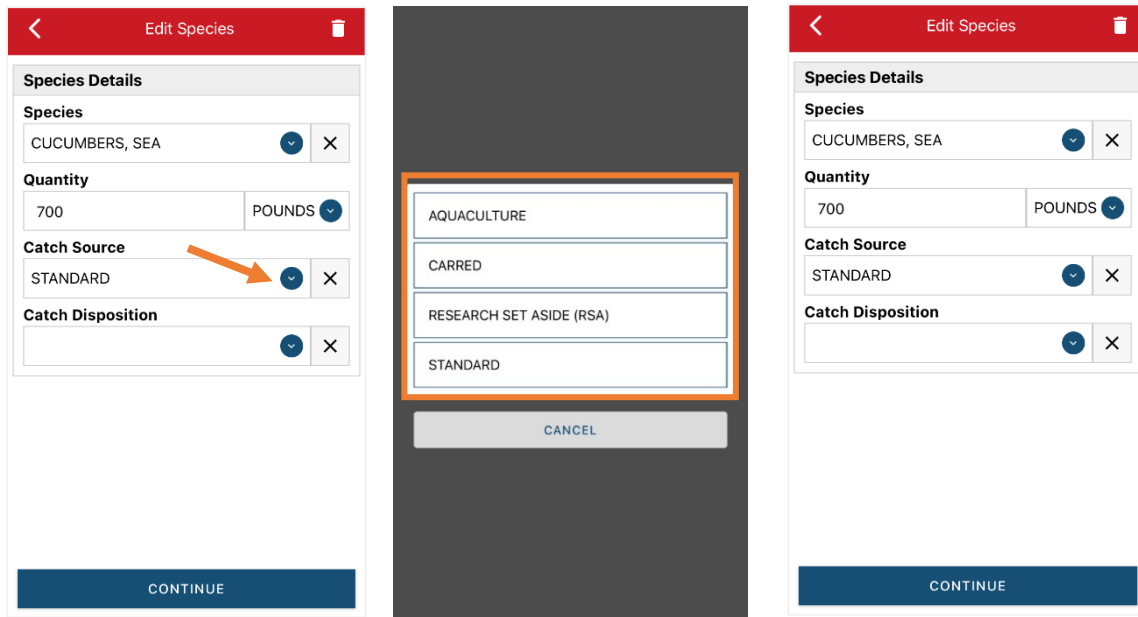 Edit Species
Species Details
Species
CUCUMBERS, SEA
Quantity
700 POUNDS
Catch Source
STANDARD
Catch Disposition
CONTINUE
AQUACULTURE
CARRED
RESEARCH SET ASIDE (RSA)
STANDARD
CANCEL
Edit Species
Species Details
Species
CUCUMBERS, SEA
Quantity
700 POUNDS
Catch Source
STANDARD
Catch Disposition
CONTINUE